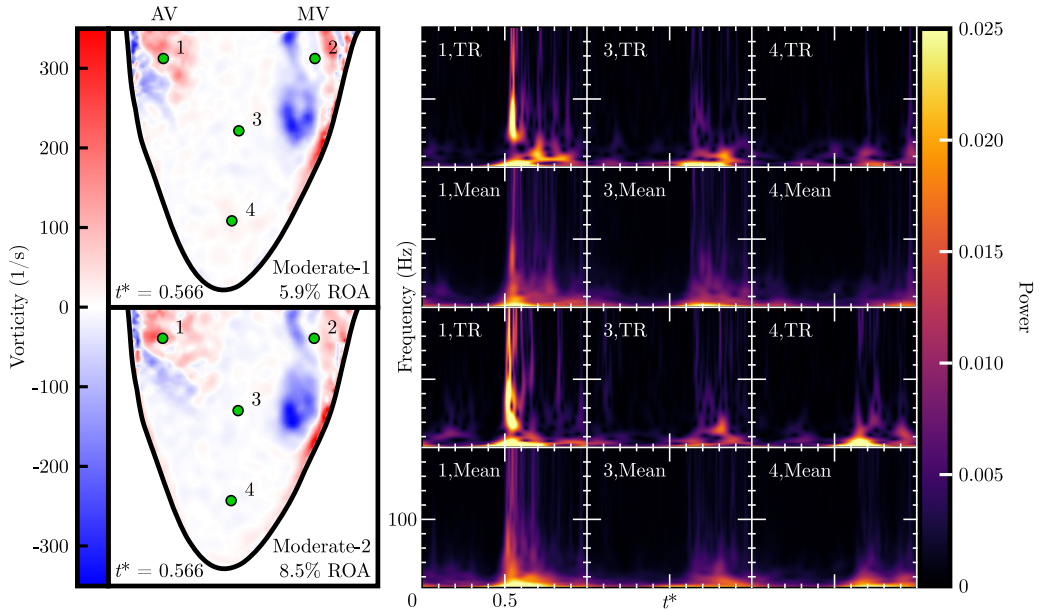 AV
MV
Vorticity (1/s)
300
200
100
0
-100
-200
-300
1
2
3
4
t* = 0.566
Moderate-1
5.9% ROA
1
2
3
4
t* = 0.566
Moderate-2
8.5% ROA
Frequency (Hz)
100
0
1,TR
3,TR
4,TR
1,Mean
3,Mean
4,Mean
1,TR
3,TR
4,TR
1,Mean
3,Mean
4,Mean
0.5
t*
0.025
0.020
0.015
0.010
0.005
0
Power